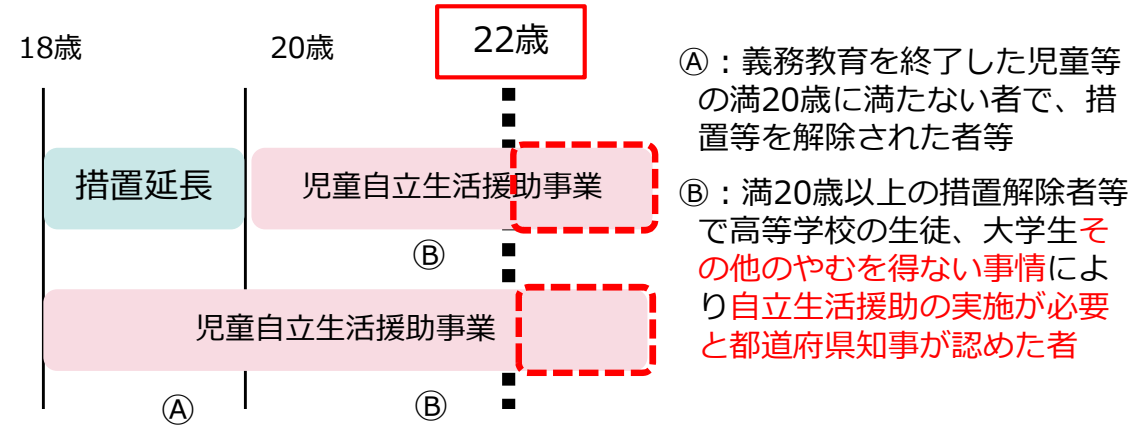 18歳
20歳
22歳
措置延長
児童自立生活援助事業
Ⓑ
児童自立生活援助事業
Ⓐ
Ⓑ
Ⓐ：義務教育を終了した児童等
の満20歳に満たない者で、措
置等を解除された者等
Ⓑ：満20歳以上の措置解除者等
で高等学校の生徒、大学生そ
の他のやむを得ない事情によ
り自立生活援助の実施が必要
と都道府県知事が認めた者